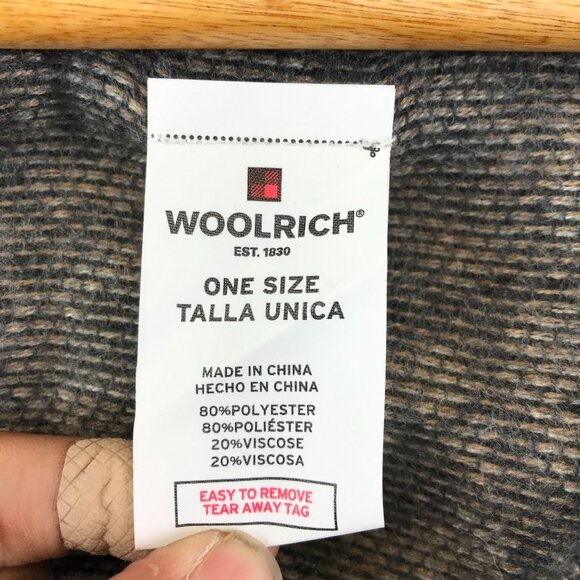 WOOLRICH®
EST. 1830
ONE SIZE
TALLA UNICA
MADE IN CHINA
HECHO EN CHINA
80%POLYESTER
80%POLIÉSTER
20%VISCOSE
20%VISCOSA
EASY TO REMOVE
TEAR AWAY TAG